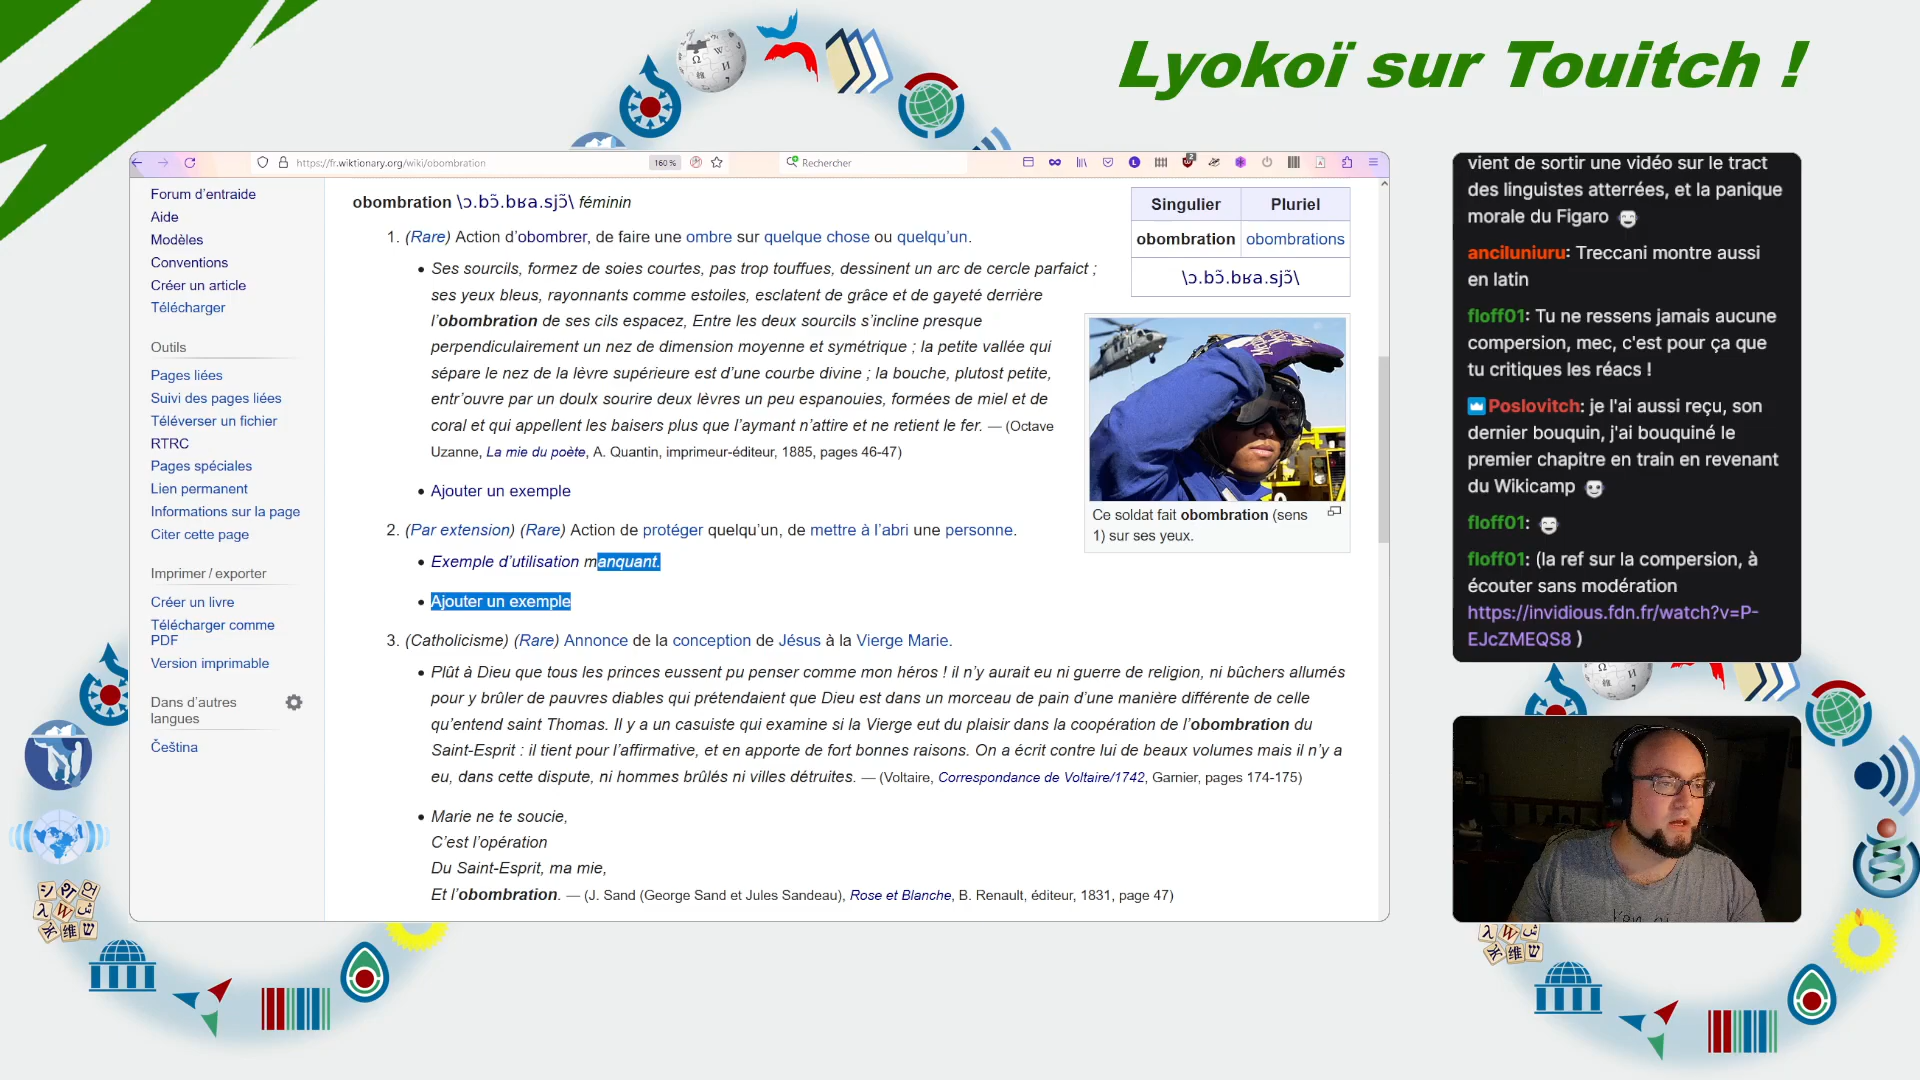 Lyokoï sur Touitch !
https://fr.wiktionary.org/wiki/obombration
160 %
Rechercher
Forum d’entraide
Aide
Modèles
Conventions
Créer un article
Télécharger
Outils
Pages liées
Suivi des pages liées
Téléverser un fichier
RTRC
Pages spéciales
Lien permanent
Informations sur la page
Citer cette page
Imprimer / exporter
Créer un livre
Télécharger comme
PDF
Version imprimable
Dans d’autres
langues
Čeština
obombration \ɔ.bɔ̃.bʁa.sjɔ̃\ féminin
1. (Rare) Action d’obombrer, de faire une ombre sur quelque chose ou quelqu’un.
• Ses sourcils, formez de soies courtes, pas trop touffues, dessinent un arc de cercle parfaict ;
ses yeux bleus, rayonnants comme estoiles, esclatent de grâce et de gayeté derrière
l’obombration de ses cils espacez, Entre les deux sourcils s’incline presque
perpendiculairement un nez de dimension moyenne et symétrique ; la petite vallée qui
sépare le nez de la lèvre supérieure est d’une courbe divine ; la bouche, plutost petite,
entr’ouvre par un doulx sourire deux lèvres un peu espanouies, formées de miel et de
coral et qui appellent les baisers plus que l’aymant n’attire et ne retient le fer. — (Octave
Uzanne, La mie du poète, A. Quantin, imprimeur-éditeur, 1885, pages 46-47)
• Ajouter un exemple
2. (Par extension) (Rare) Action de protéger quelqu’un, de mettre à l’abri une personne.
• Exemple d’utilisation manquant.
• Ajouter un exemple
3. (Catholicisme) (Rare) Annonce de la conception de Jésus à la Vierge Marie.
• Plût à Dieu que tous les princes eussent pu penser comme mon héros ! il n’y aurait eu ni guerre de religion, ni bûchers allumés
pour y brûler de pauvres diables qui prétendaient que Dieu est dans un morceau de pain d’une manière différente de celle
qu’entend saint Thomas. Il y a un casuiste qui examine si la Vierge eut du plaisir dans la coopération de l’obombration du
Saint-Esprit : il tient pour l’affirmative, et en apporte de fort bonnes raisons. On a écrit contre lui de beaux volumes mais il n’y a
eu, dans cette dispute, ni hommes brûlés ni villes détruites. — (Voltaire, Correspondance de Voltaire/1742, Garnier, pages 174-175)
• Marie ne te soucie,
C’est l’opération
Du Saint-Esprit, ma mie,
Et l’obombration. — (J. Sand (George Sand et Jules Sandeau), Rose et Blanche, B. Renault, éditeur, 1831, page 47)
Singulier Pluriel
obombration obombrations
\ɔ.bɔ̃.bʁa.sjɔ̃\
Ce soldat fait obombration (sens
1) sur ses yeux.
vient de sortir une vidéo sur le tract
des linguistes atterrées, et la panique
morale du Figaro
anciluniuru: Treccani montre aussi
en latin
floff01: Tu ne ressens jamais aucune
compersion, mec, c'est pour ça que
tu critiques les réacs !
Poslovitch: je l'ai aussi reçu, son
dernier bouquin, j'ai bouquiné le
premier chapitre en train en revenant
du Wikicamp
floff01:
floff01: (la ref sur la compersion, à
écouter sans modération
https://invidious.fdn.fr/watch?v=P-
EJcZMEQS8 )